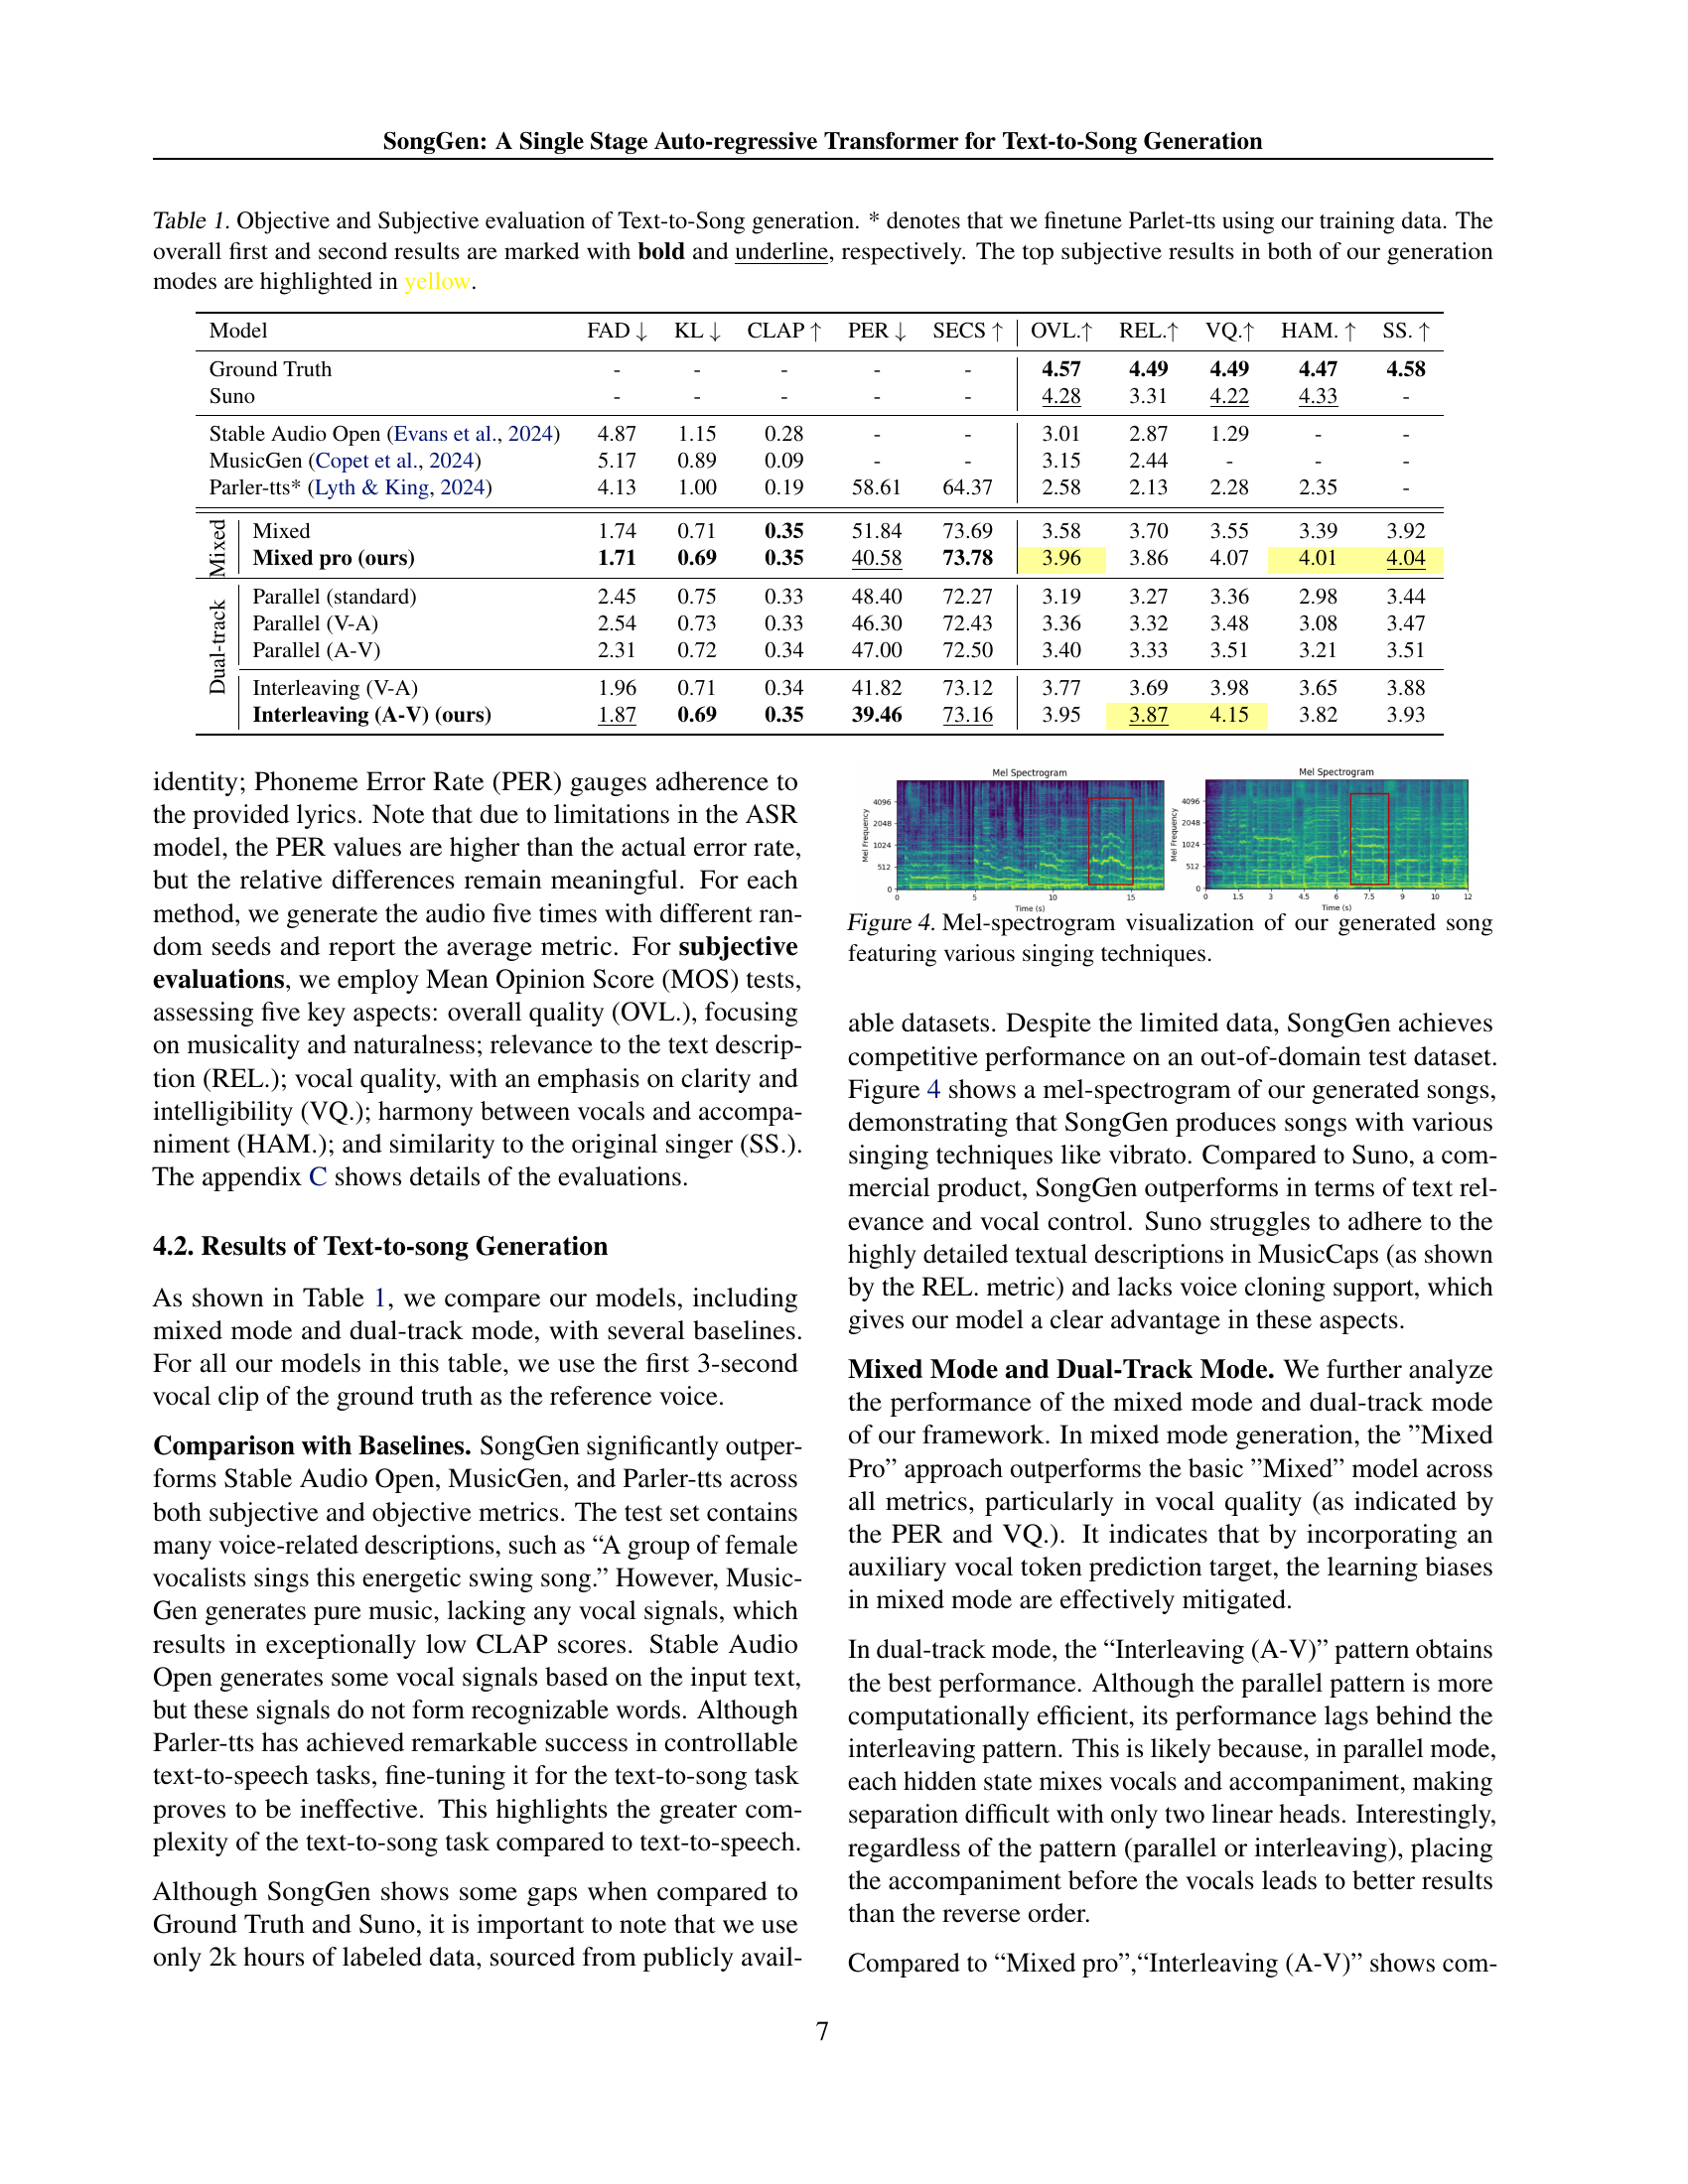 SongGen: A Single Stage Auto-regressive Transformer for Text-to-Song Generation
Table 1. Objective and Subjective evaluation of Text-to-Song generation. * denotes that we finetune Parlet-tts using our training data. The
overall first and second results are marked with bold and underline, respectively. The top subjective results in both of our generation
modes are highlighted in yellow.
Model FAD ↓ KL ↓ CLAP ↑ PER ↓ SECS ↑ OVL.↑ REL.↑ VQ.↑ HAM. ↑ SS. ↑
Ground Truth - - - - - 4.57 4.49 4.49 4.47 4.58
Suno - - - - - 4.28 3.31 4.22 4.33 -
Stable Audio Open (Evans et al., 2024) 4.87 1.15 0.28 - - 3.01 2.87 1.29 - -
MusicGen (Copet et al., 2024) 5.17 0.89 0.09 - - 3.15 2.44 - - -
Parler-tts* (Lyth & King, 2024) 4.13 1.00 0.19 58.61 64.37 2.58 2.13 2.28 2.35 -
Mixed
Mixed 1.74 0.71 0.35 51.84 73.69 3.58 3.70 3.55 3.39 3.92
Mixed pro (ours) 1.71 0.69 0.35 40.58 73.78 3.96 3.86 4.07 4.01 4.04
Dual-track
Parallel (standard) 2.45 0.75 0.33 48.40 72.27 3.19 3.27 3.36 2.98 3.44
Parallel (V-A) 2.54 0.73 0.33 46.30 72.43 3.36 3.32 3.48 3.08 3.47
Parallel (A-V) 2.31 0.72 0.34 47.00 72.50 3.40 3.33 3.51 3.21 3.51
Interleaving (V-A) 1.96 0.71 0.34 41.82 73.12 3.77 3.69 3.98 3.65 3.88
Interleaving (A-V) (ours) 1.87 0.69 0.35 39.46 73.16 3.95 3.87 4.15 3.82 3.93
identity; Phoneme Error Rate (PER) gauges adherence to
the provided lyrics. Note that due to limitations in the ASR
model, the PER values are higher than the actual error rate,
but the relative differences remain meaningful. For each
method, we generate the audio five times with different ran-
dom seeds and report the average metric. For subjective
evaluations, we employ Mean Opinion Score (MOS) tests,
assessing five key aspects: overall quality (OVL.), focusing
on musicality and naturalness; relevance to the text descrip-
tion (REL.); vocal quality, with an emphasis on clarity and
intelligibility (VQ.); harmony between vocals and accompa-
niment (HAM.); and similarity to the original singer (SS.).
The appendix C shows details of the evaluations.
4.2. Results of Text-to-song Generation
As shown in Table 1, we compare our models, including
mixed mode and dual-track mode, with several baselines.
For all our models in this table, we use the first 3-second
vocal clip of the ground truth as the reference voice.
Comparison with Baselines. SongGen significantly outper-
forms Stable Audio Open, MusicGen, and Parler-tts across
both subjective and objective metrics. The test set contains
many voice-related descriptions, such as “A group of female
vocalists sings this energetic swing song.” However, Music-
Gen generates pure music, lacking any vocal signals, which
results in exceptionally low CLAP scores. Stable Audio
Open generates some vocal signals based on the input text,
but these signals do not form recognizable words. Although
Parler-tts has achieved remarkable success in controllable
text-to-speech tasks, fine-tuning it for the text-to-song task
proves to be ineffective. This highlights the greater com-
plexity of the text-to-song task compared to text-to-speech.
Although SongGen shows some gaps when compared to
Ground Truth and Suno, it is important to note that we use
only 2k hours of labeled data, sourced from publicly avail-
Mel Spectrogram
Mel Frequency
4096
2048
1024
512
0
0 5 10 15
Time (s)
Mel Spectrogram
Mel Frequency
4096
2048
1024
512
0
0 1.5 3 4.5 6 7.5 9 10 12
Time (s)
Figure 4. Mel-spectrogram visualization of our generated song
featuring various singing techniques.
able datasets. Despite the limited data, SongGen achieves
competitive performance on an out-of-domain test dataset.
Figure 4 shows a mel-spectrogram of our generated songs,
demonstrating that SongGen produces songs with various
singing techniques like vibrato. Compared to Suno, a com-
mercial product, SongGen outperforms in terms of text rel-
evance and vocal control. Suno struggles to adhere to the
highly detailed textual descriptions in MusicCaps (as shown
by the REL. metric) and lacks voice cloning support, which
gives our model a clear advantage in these aspects.
Mixed Mode and Dual-Track Mode. We further analyze
the performance of the mixed mode and dual-track mode
of our framework. In mixed mode generation, the ”Mixed
Pro” approach outperforms the basic ”Mixed” model across
all metrics, particularly in vocal quality (as indicated by
the PER and VQ.). It indicates that by incorporating an
auxiliary vocal token prediction target, the learning biases
in mixed mode are effectively mitigated.
In dual-track mode, the “Interleaving (A-V)” pattern obtains
the best performance. Although the parallel pattern is more
computationally efficient, its performance lags behind the
interleaving pattern. This is likely because, in parallel mode,
each hidden state mixes vocals and accompaniment, making
separation difficult with only two linear heads. Interestingly,
regardless of the pattern (parallel or interleaving), placing
the accompaniment before the vocals leads to better results
than the reverse order.
Compared to “Mixed pro”,“Interleaving (A-V)” shows com-
7